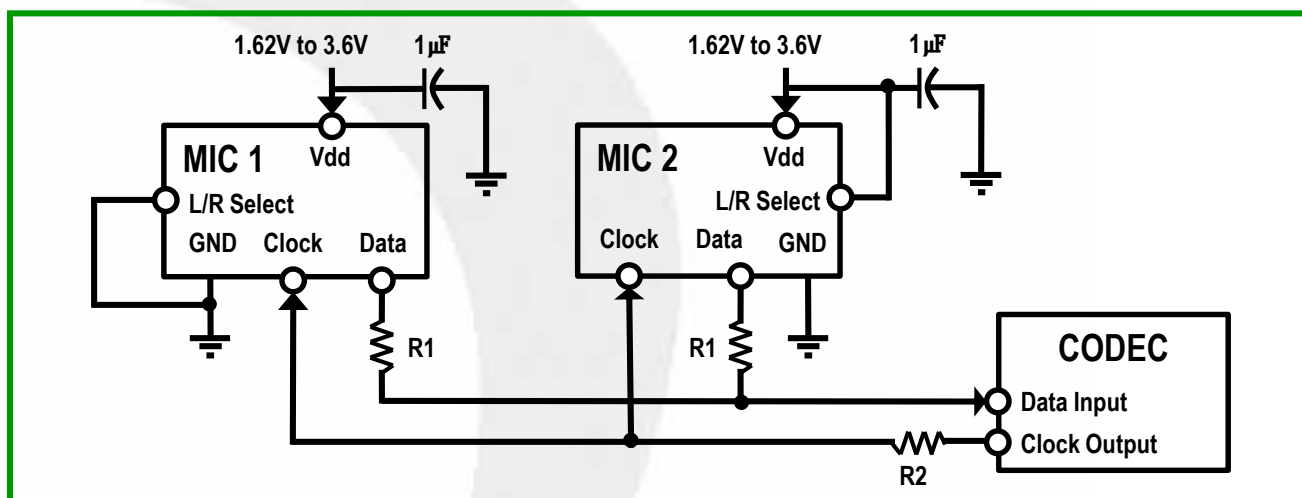 1.62V to 3.6V
1µF
MIC 1
Vdd
L/R Select
GND
Clock
Data
R1
1.62V to 3.6V
1µF
MIC 2
Vdd
L/R Select
Clock
Data
GND
R1
CODEC
Data Input
Clock Output
R2